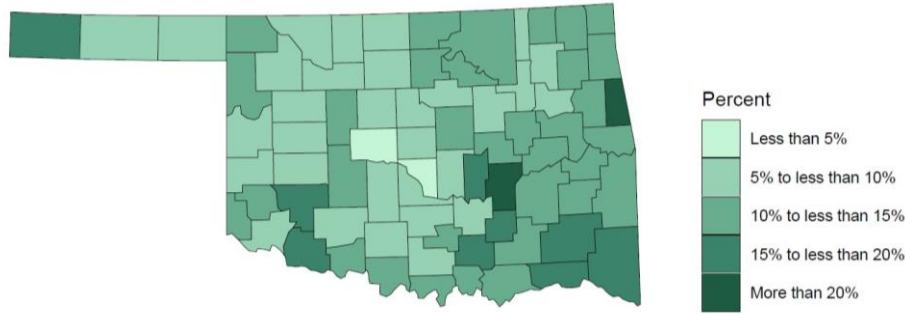 Percent
Less than 5%
5% to less than 10%
10% to less than 15%
15% to less than 20%
More than 20%